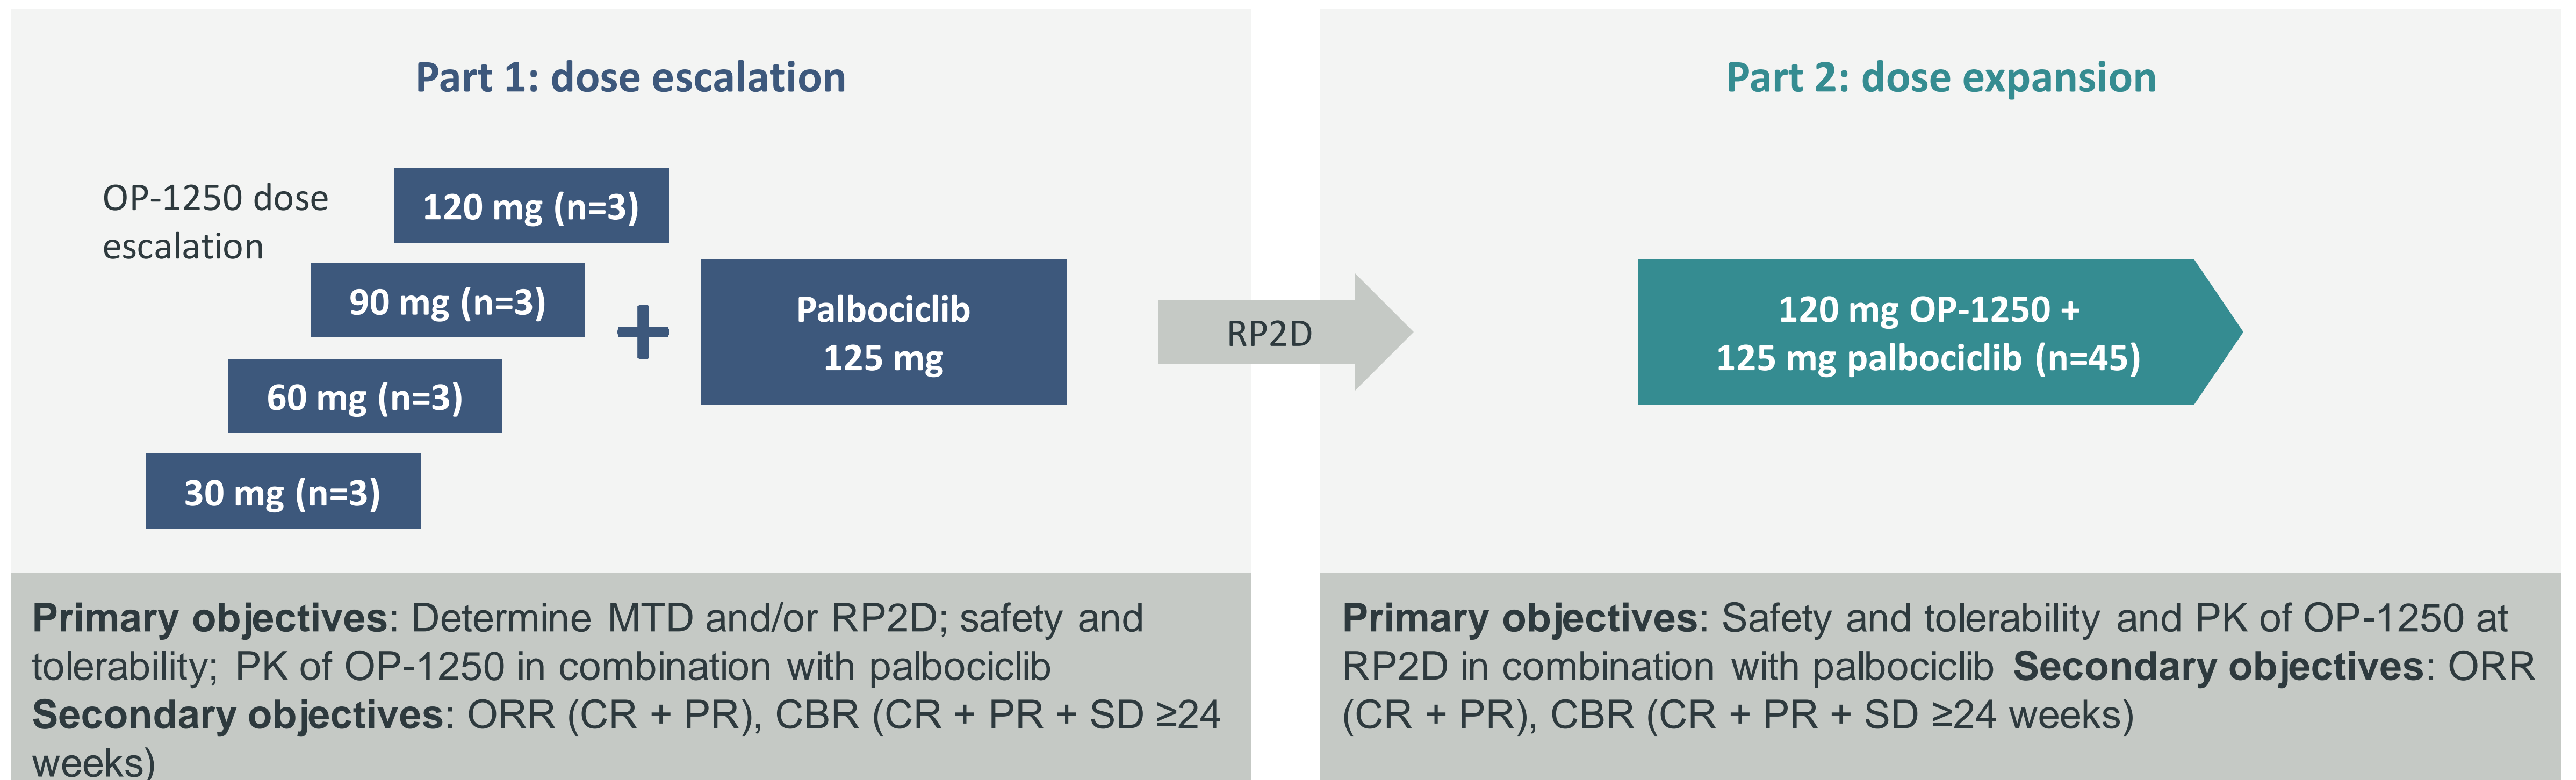 Part 1: dose escalation
OP-1250 dose
escalation
120 mg (n=3)
90 mg (n=3)
60 mg (n=3)
30 mg (n=3)
+
Palbociclib
125 mg
Primary objectives: Determine MTD and/or RP2D; safety and
tolerability; PK of OP-1250 in combination with palbociclib
Secondary objectives: ORR (CR + PR), CBR (CR + PR + SD ≥24
weeks)
RP2D
Part 2: dose expansion
120 mg OP-1250 +
125 mg palbociclib (n=45)
Primary objectives: Safety and tolerability and PK of OP-1250 at
RP2D in combination with palbociclib Secondary objectives: ORR
(CR + PR), CBR (CR + PR + SD ≥24 weeks)